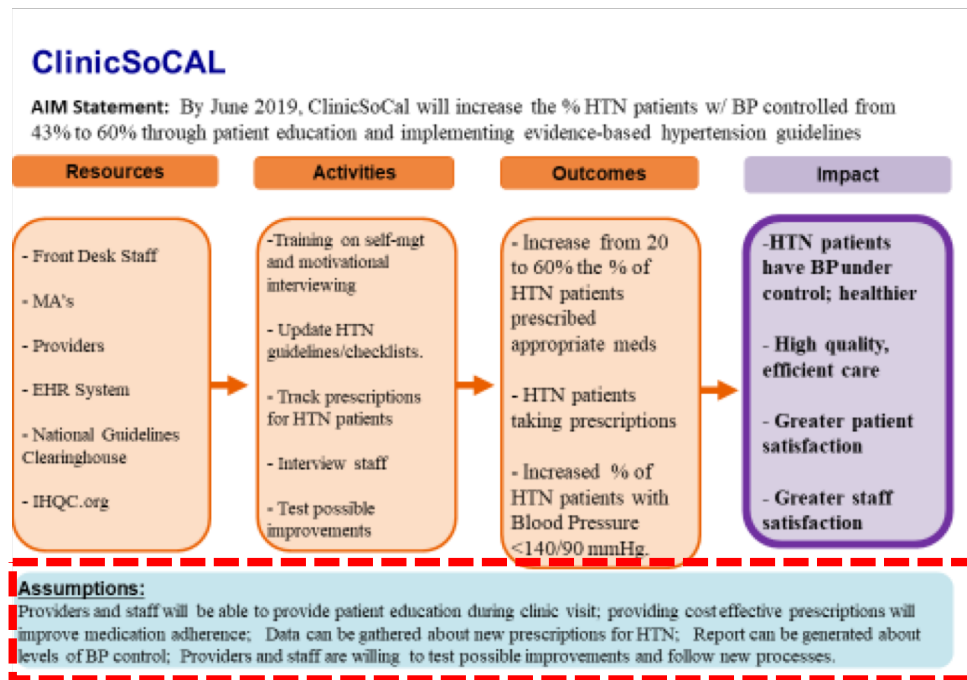 ClinicSoCAL
AIM Statement: By June 2019, ClinicSoCal will increase the % HTN patients w/ BP controlled from
43% to 60% through patient education and implementing evidence-based hypertension guidelines
Resources
- Front Desk Staff
- MA's
- Providers
- EHR System
- National Guidelines
Clearinghouse
- IHQC.org
Activities
-Training on self-mgt
and motivational
interviewing
- Update HTN
guidelines/checklists.
- Track prescriptions
for HTN patients
- Interview staff
- Test possible
improvements
Outcomes
- Increase from 20
to 60% the % of
HTN patients
prescribed
appropriate meds
- HTN patients
taking prescriptions
- Increased % of
HTN patients with
Blood Pressure
<140/90 mmHg.
Impact
-HTN patients
have BP under
control; healthier
- High quality,
efficient care
- Greater patient
satisfaction
- Greater staff
satisfaction
Assumptions:
Providers and staff will be able to provide patient education during clinic visit; providing cost effective prescriptions will
improve medication adherence; Data can be gathered about new prescriptions for HTN; Report can be generated about
levels of BP control; Providers and staff are willing to test possible improvements and follow new processes.